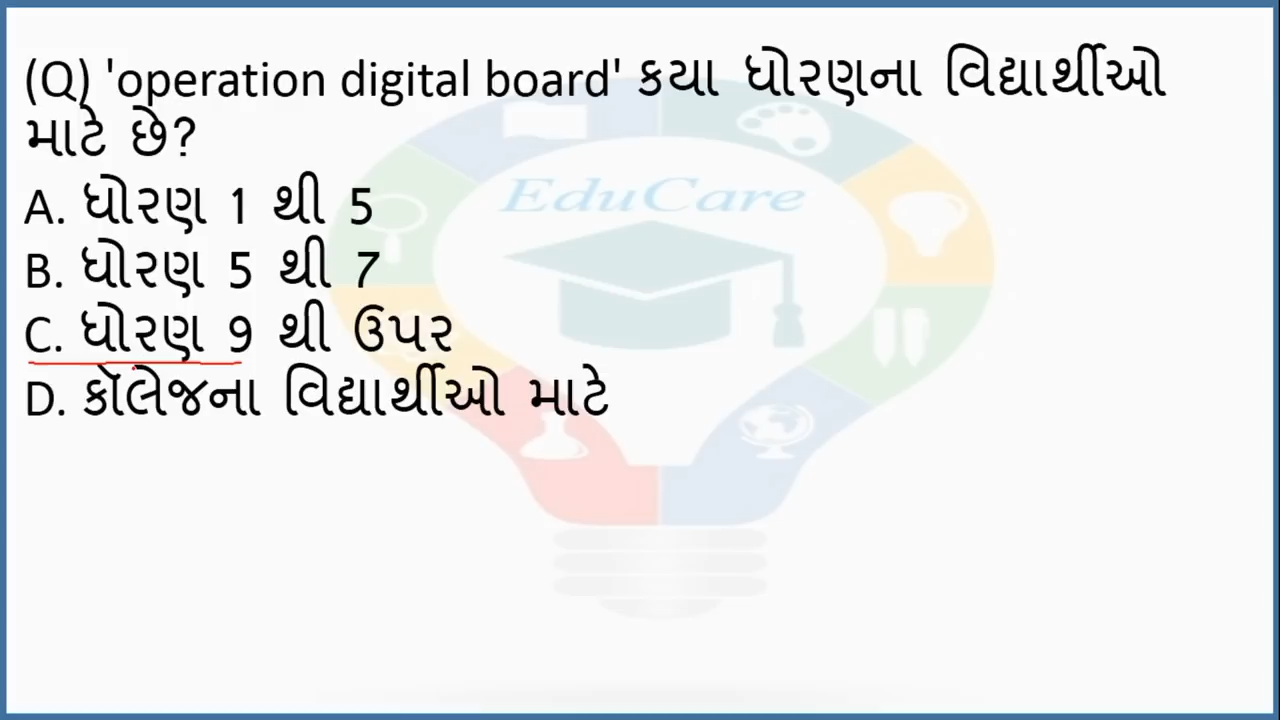 (Q) 'operation digital board' કયા ધોરણના વિદ્યાર્થીઓ
માટે છે?
EduCare
A. ધોરણ 1 થી 5
B. ધોરણ 5 થી 7
C. ધોરણ 9 થી ઉપર
D. કૉલેજના વિદ્યાર્થીઓ માટે